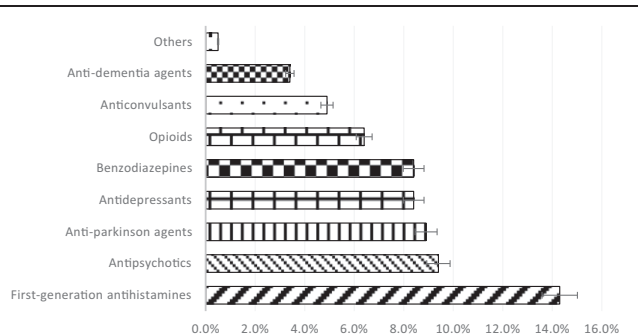 Others
Anti-dementia agents
Anticonvulsants
Opioids
Benzodiazepines
Antidepressants
Anti-parkinson agents
Antipsychotics
First-generation antihistamines
0.0% 2.0% 4.0% 6.0% 8.0% 10.0% 12.0% 14.0% 16.0%